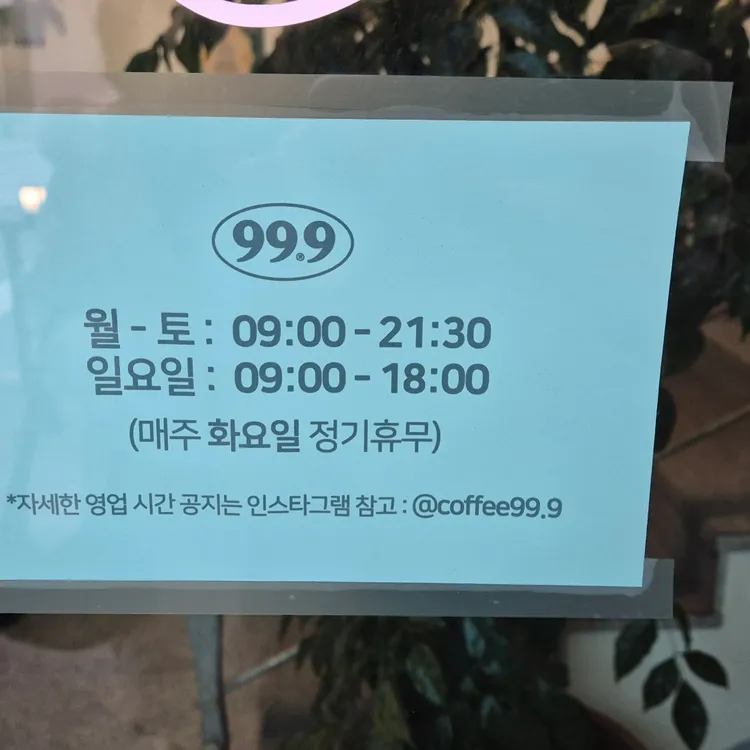 99.9
월 - 토 : 09:00 - 21:30
일요일 : 09:00 - 18:00
(매주 화요일 정기휴무)
*자세한 영업 시간 공지는 인스타그램 참고 : @coffee99.9